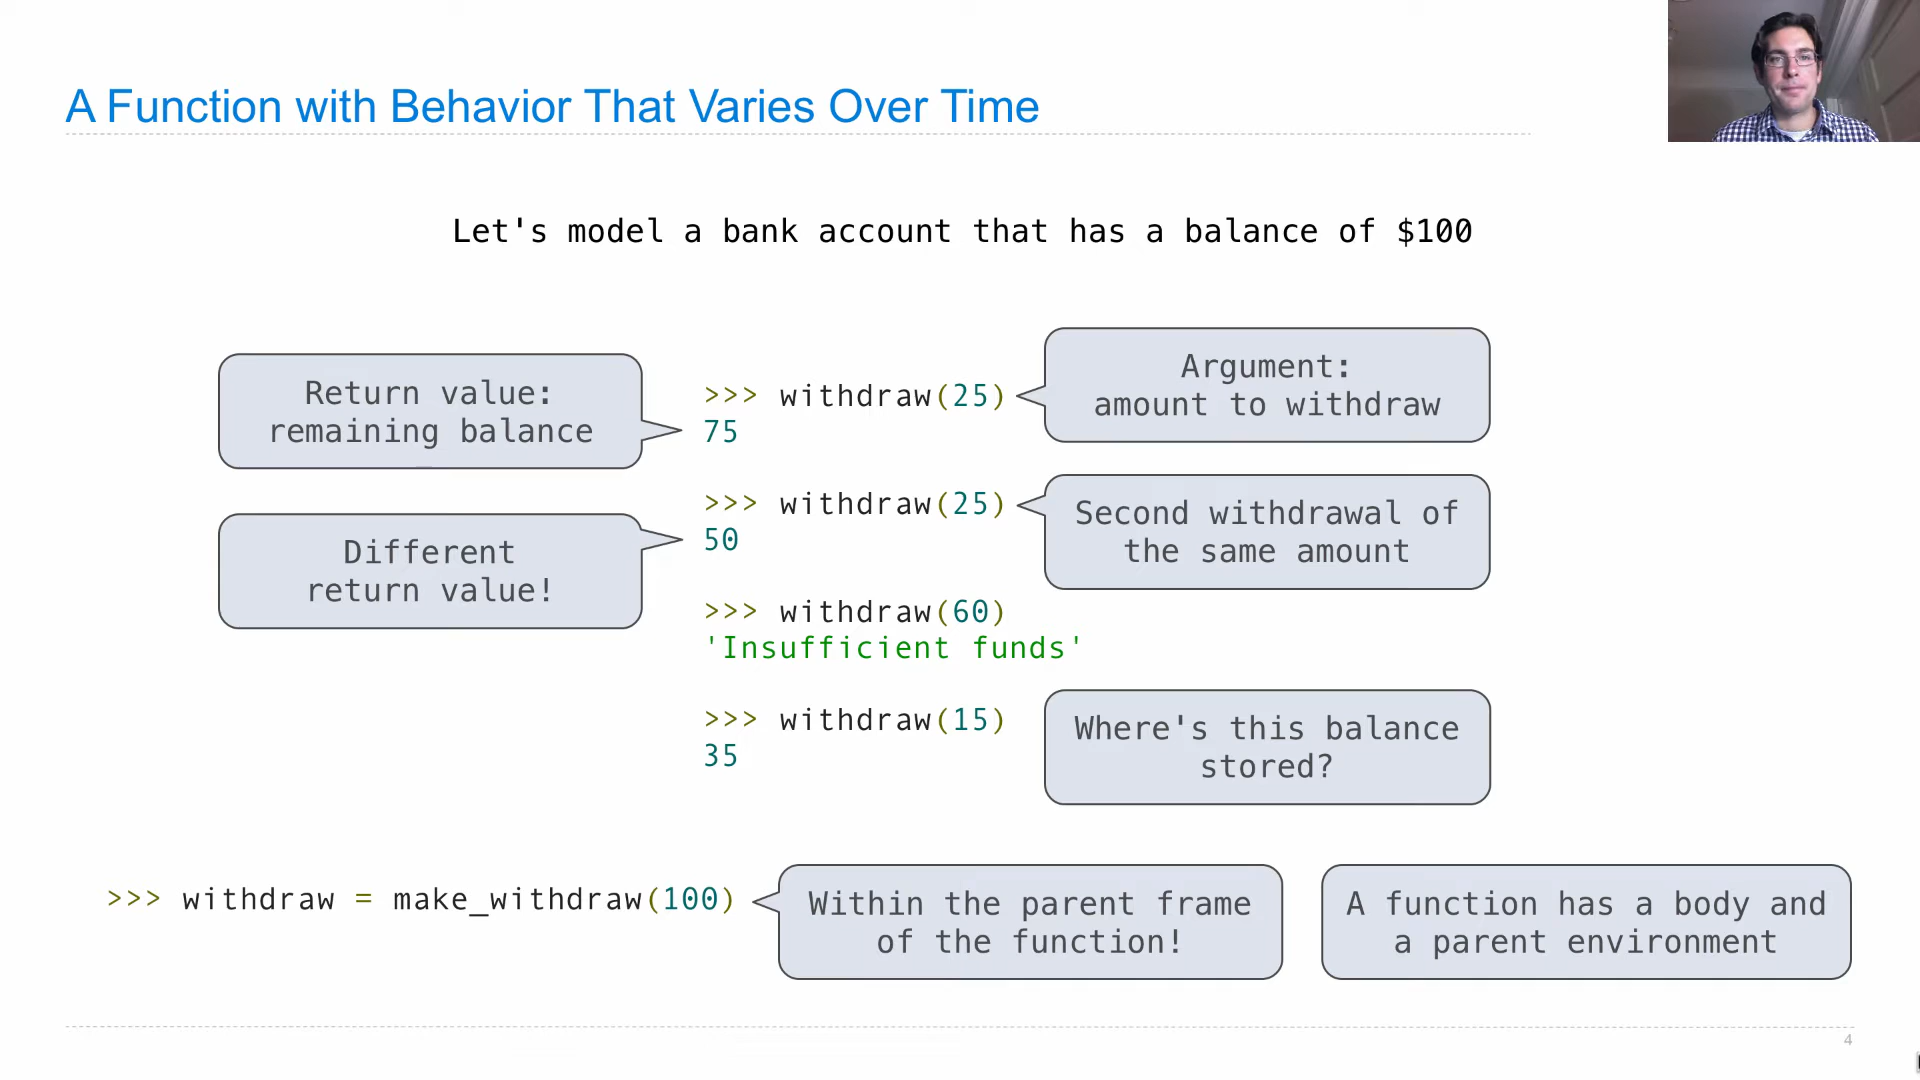 A Function with Behavior That Varies Over Time
Let's model a bank account that has a balance of $100
Return value:
remaining balance
>>> withdraw(25)
75
Argument:
amount to withdraw
Different
return value!
>>> withdraw(25)
50
Second withdrawal of
the same amount
>>> withdraw(60)
'Insufficient funds'
>>> withdraw(15)
35
Where's this balance
stored?
>>> withdraw = make_withdraw(100)
Within the parent frame
of the function!
A function has a body and
a parent environment
4